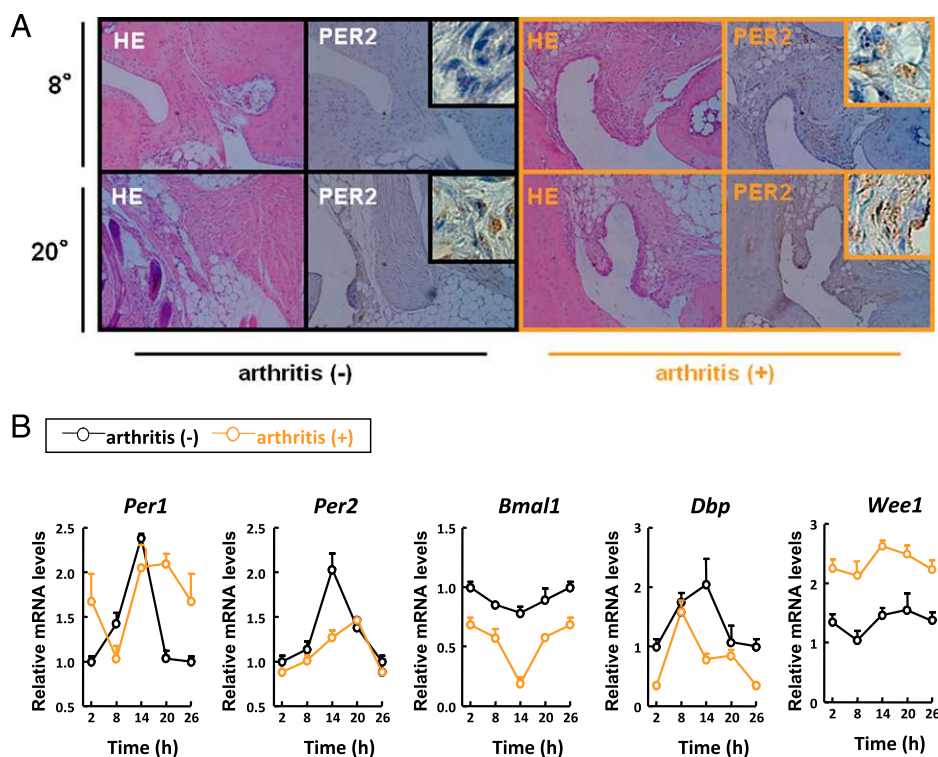 A
HE PER2 HE PER2
8°
HE PER2 HE PER2
20°
arthritis (-) arthritis (+)
B
arthritis (-) arthritis (+)
Per1 Per2 Bmal1 Dbp Wee1
Relative mRNA levels
2.5
2.0
1.5
1.0
0.5
2 8 14 20 26
Time (h)
Relative mRNA levels
2.5
2.0
1.5
1.0
0.5
2 8 14 20 26
Time (h)
Relative mRNA levels
1.5
1.0
0.5
0.0
2 8 14 20 26
Time (h)
Relative mRNA levels
3
2
1
0
2 8 14 20 26
Time (h)
Relative mRNA levels
3
2
1
0
2 8 14 20 26
Time (h)